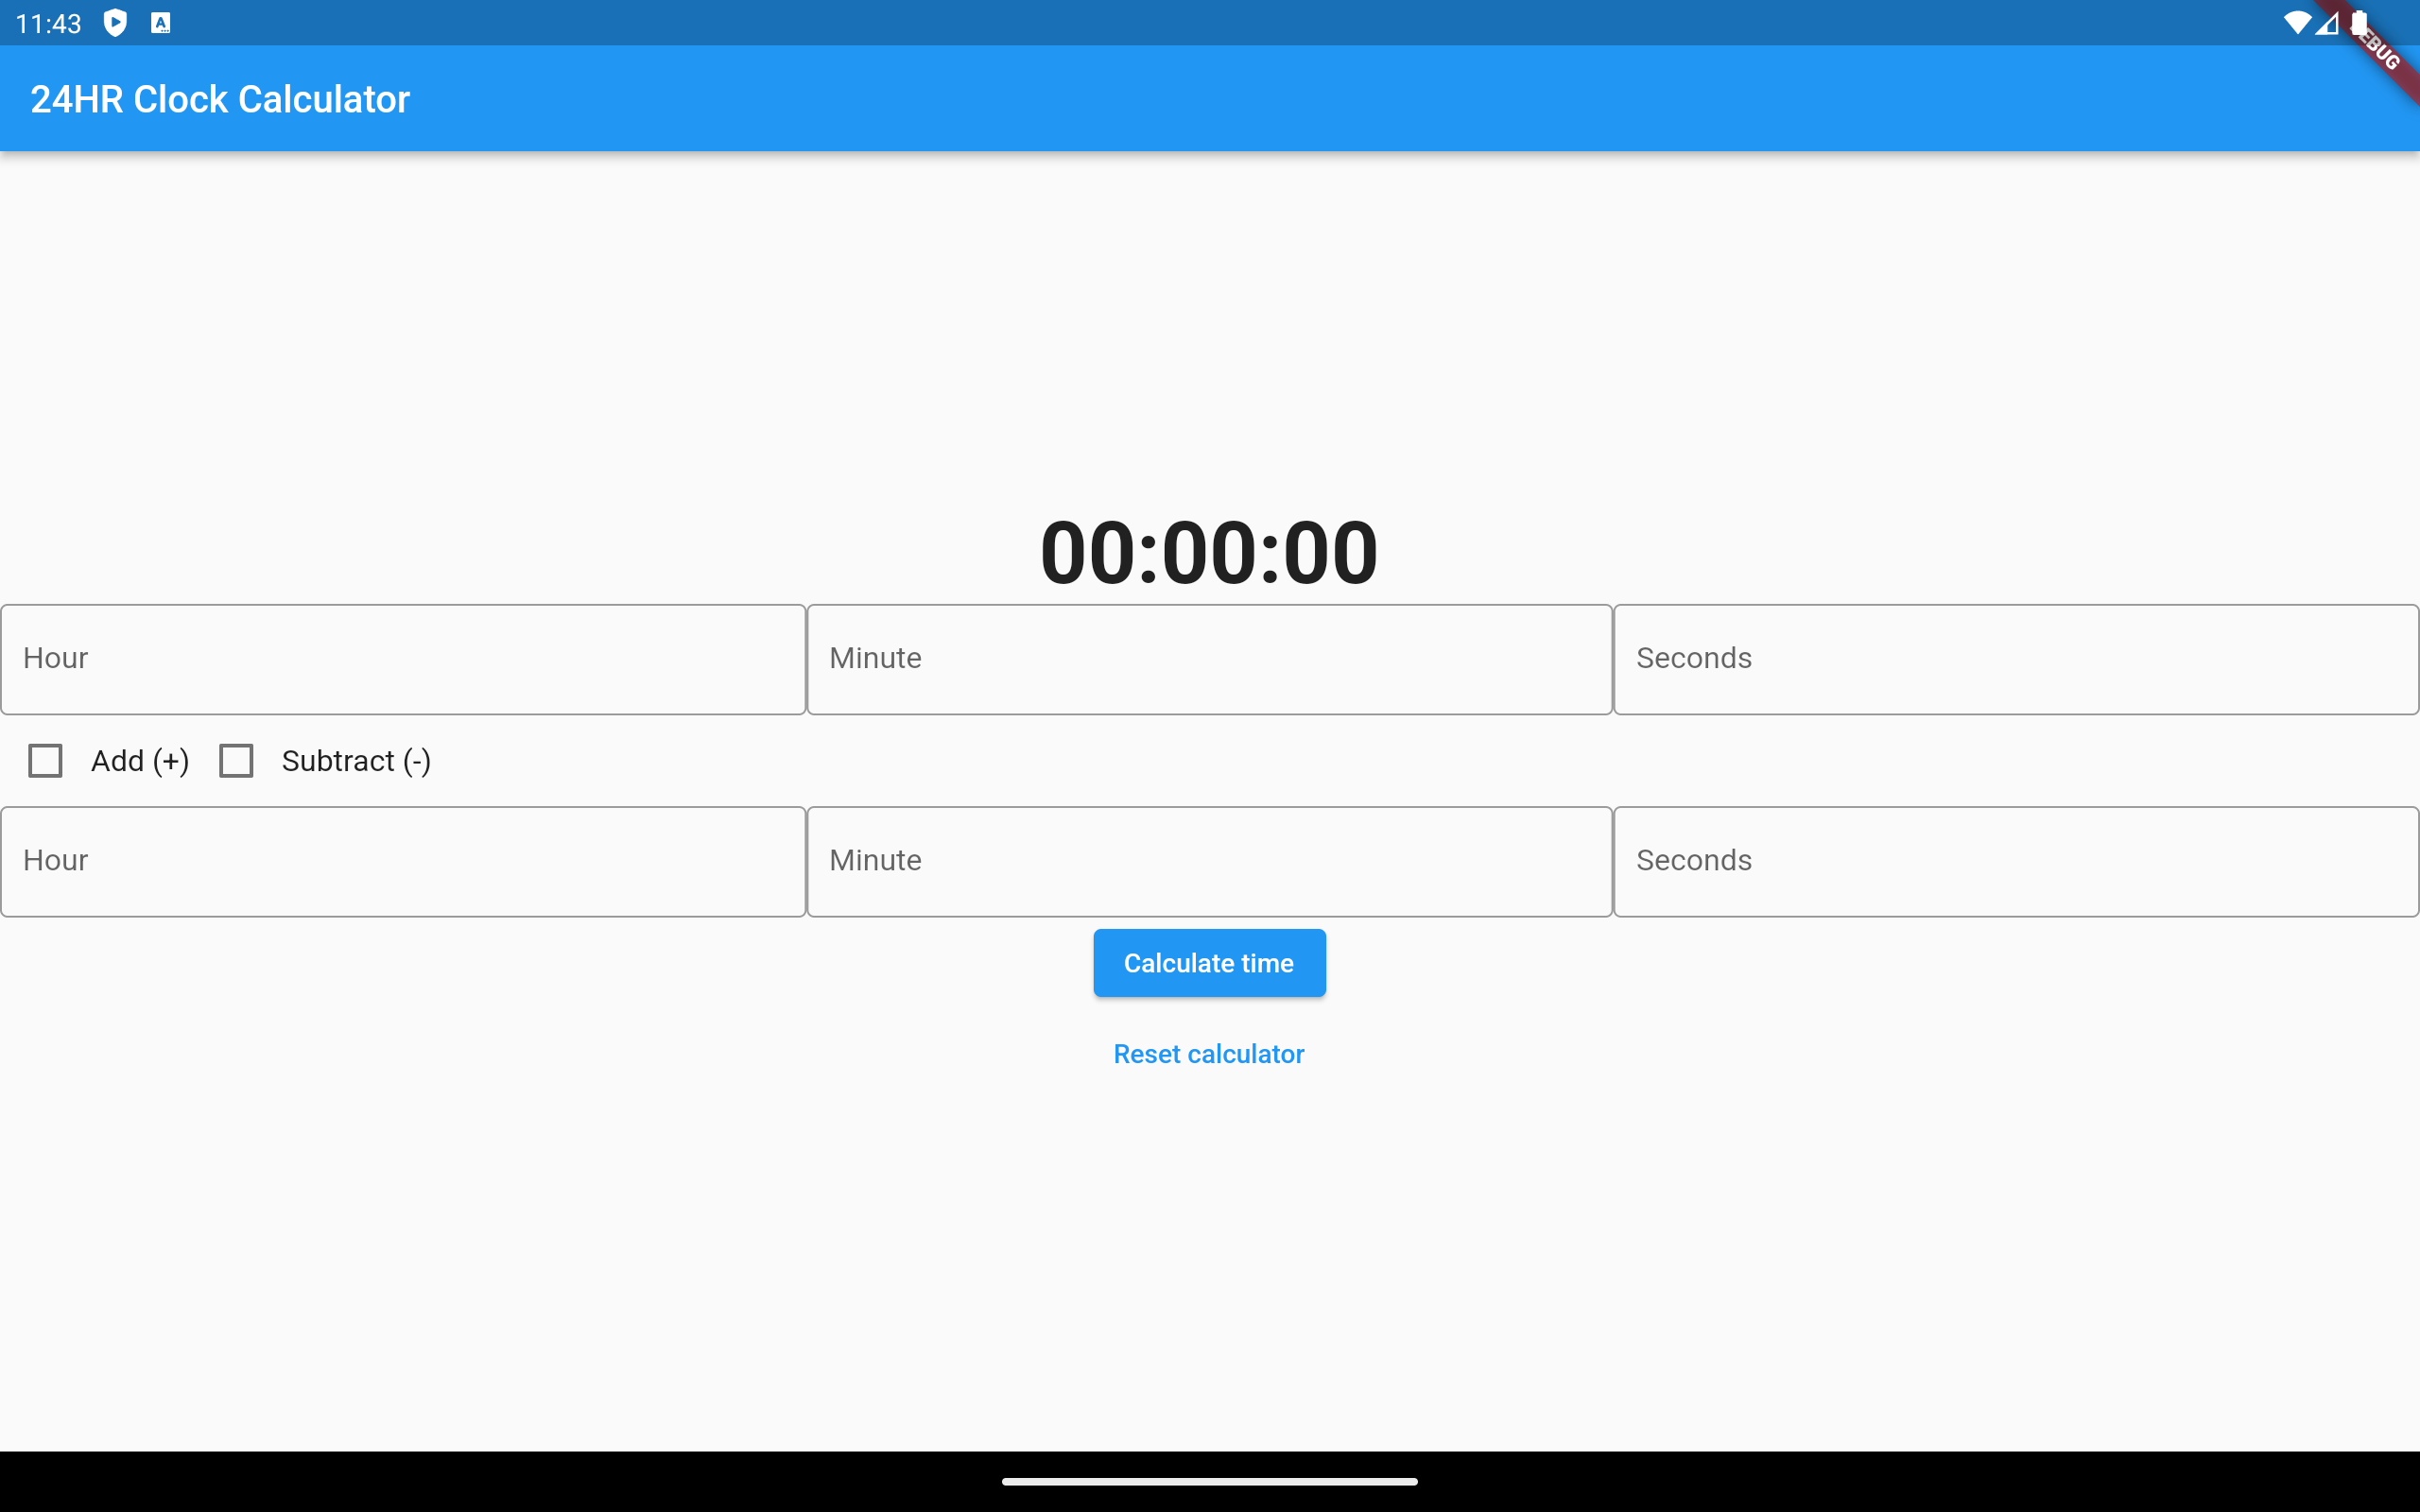 11:43
24HR Clock Calculator
00:00:00
Hour Minute Seconds
Add (+) Subtract (-)
Hour Minute Seconds
Calculate time
Reset calculator